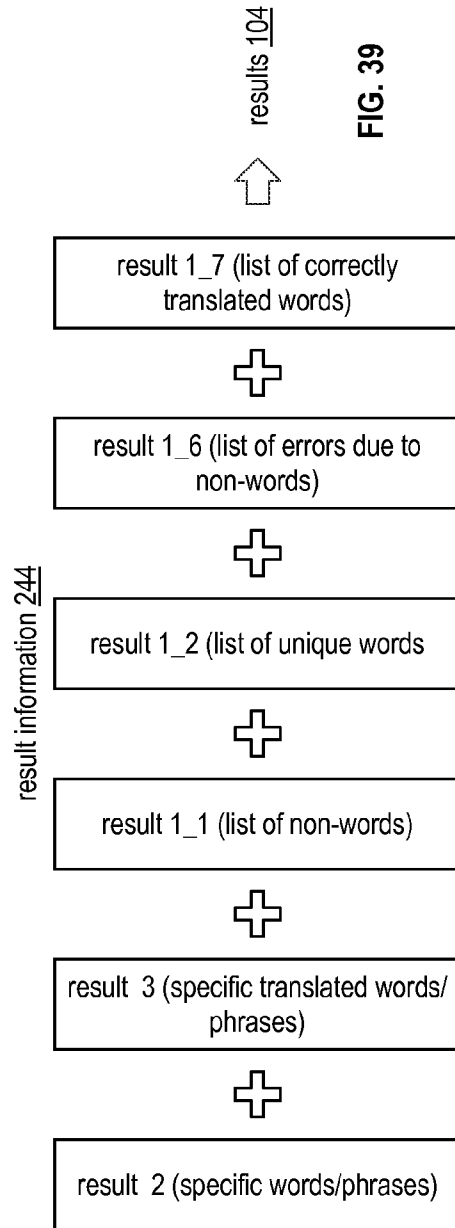 results 104
FIG. 39
result 1_7 (list of correctly
translated words)
result 1_6 (list of errors due to
non-words)
result information 244
result 1_2 (list of unique words
result 1_1 (list of non-words)
result 3 (specific translated words/
phrases)
result 2 (specific words/phrases)